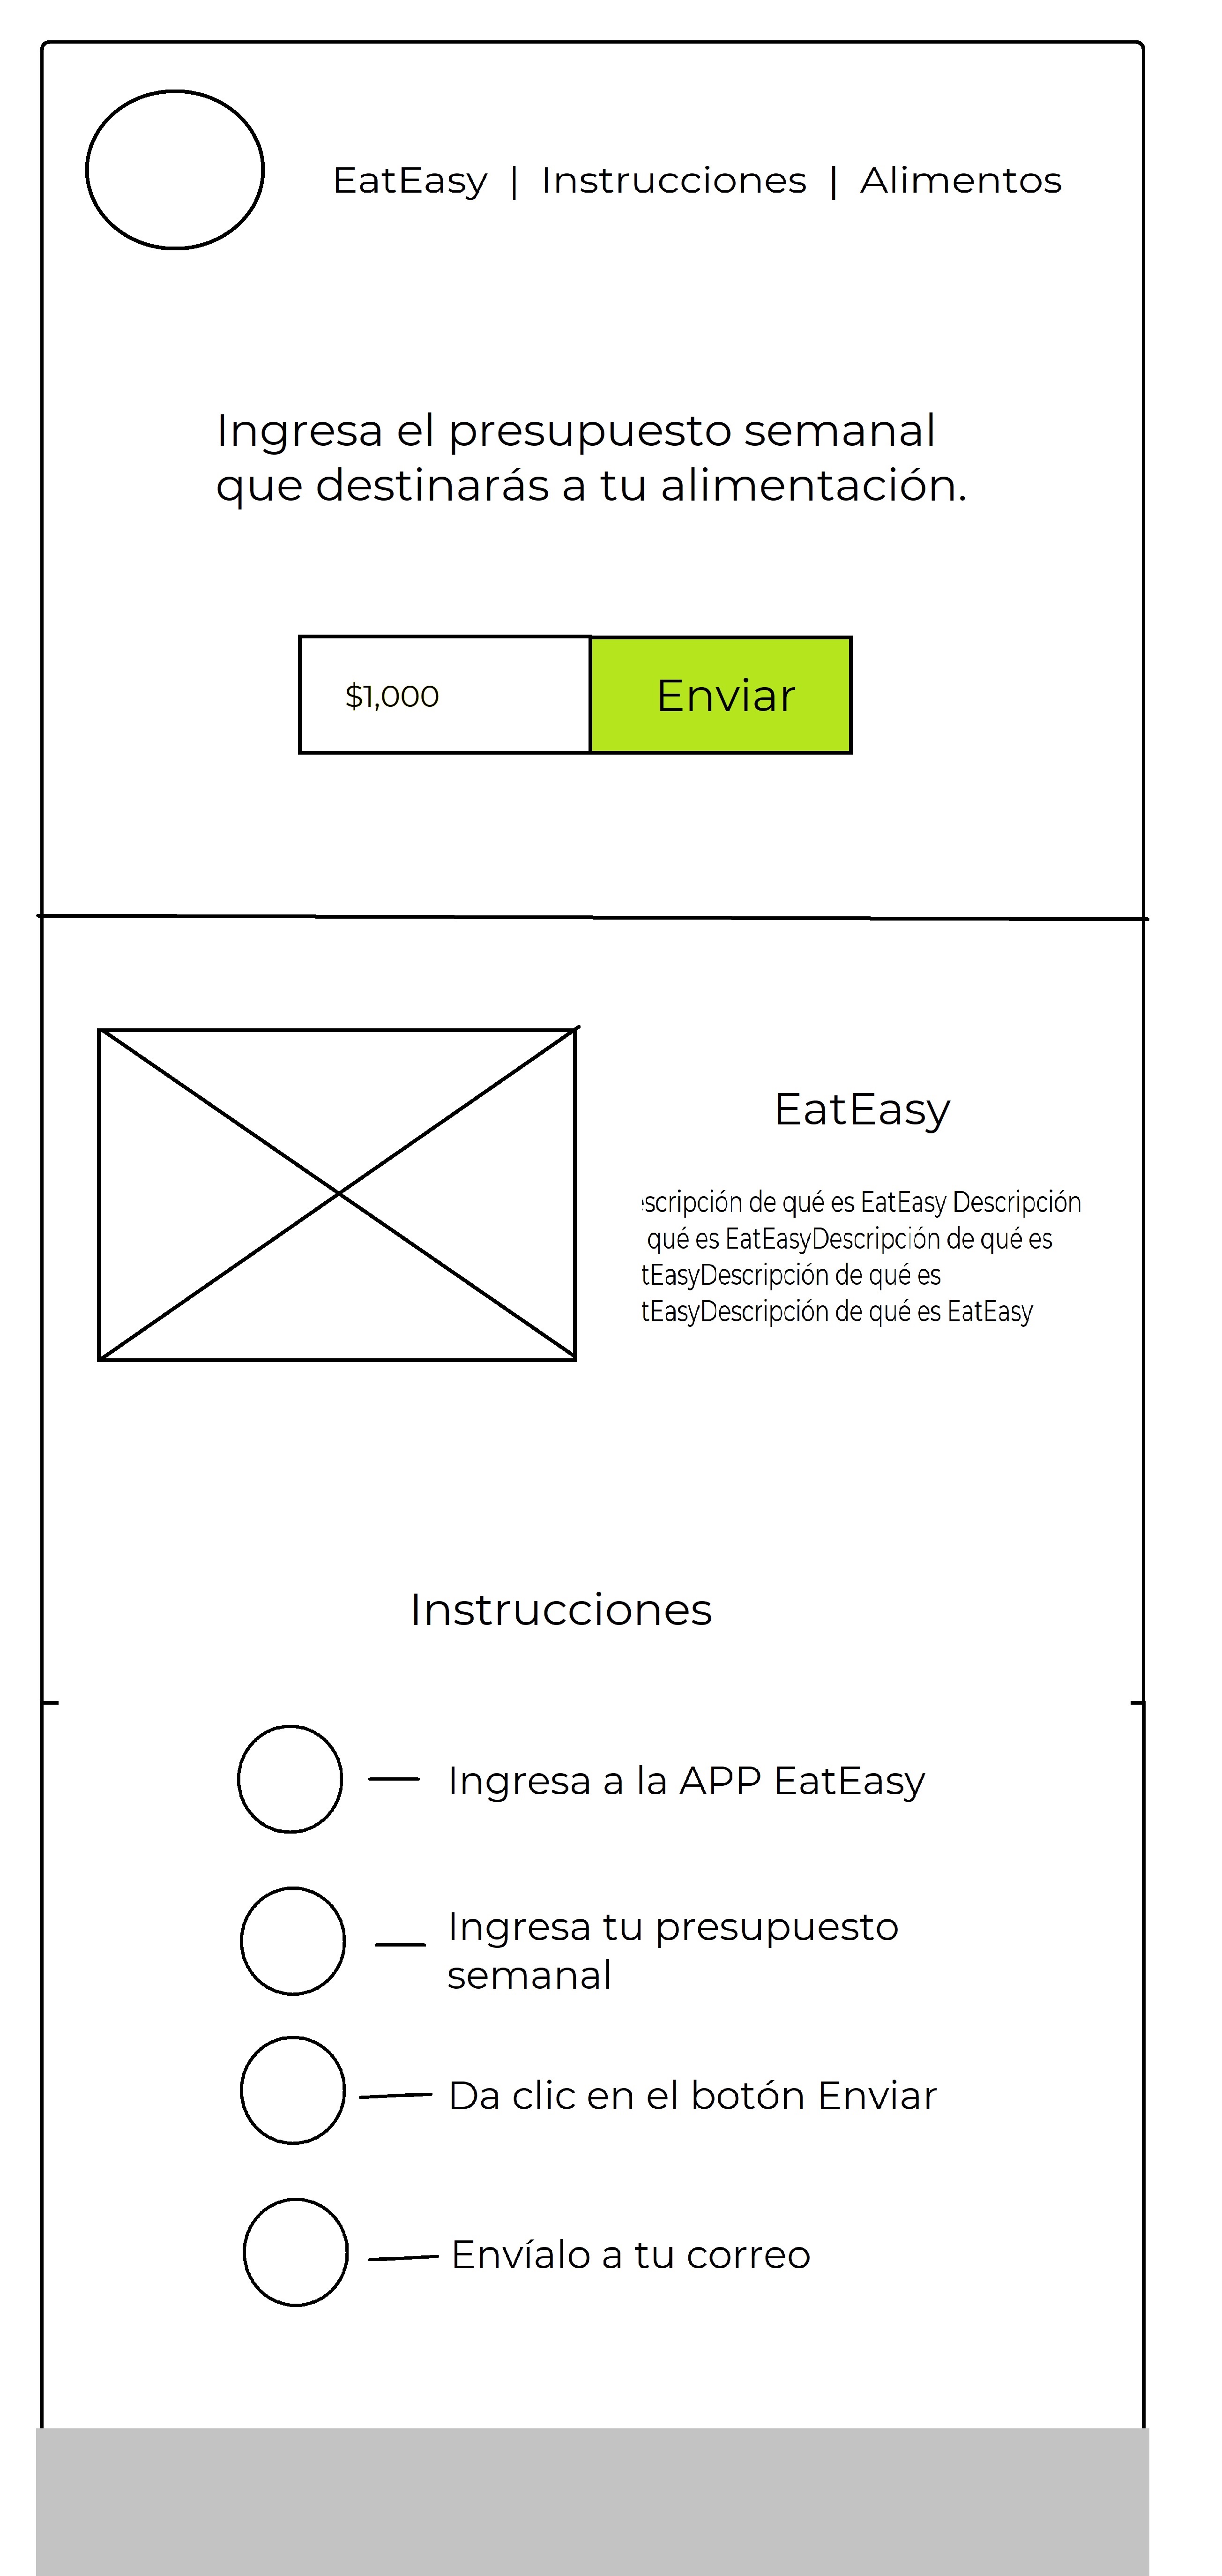 EatEasy | Instrucciones | Alimentos
Ingresa el presupuesto semanal
que destinarás a tu alimentación.
$1,000
Enviar
EatEasy
scripción de qué es EatEasy Descripción
qué es EatEasyDescripción de qué es
tEasyDescripción de qué es
tEasyDescripción de qué es EatEasy
Instrucciones
Ingresa a la APP EatEasy
Ingresa tu presupuesto
semanal
Da clic en el botón Enviar
Envíalo a tu correo